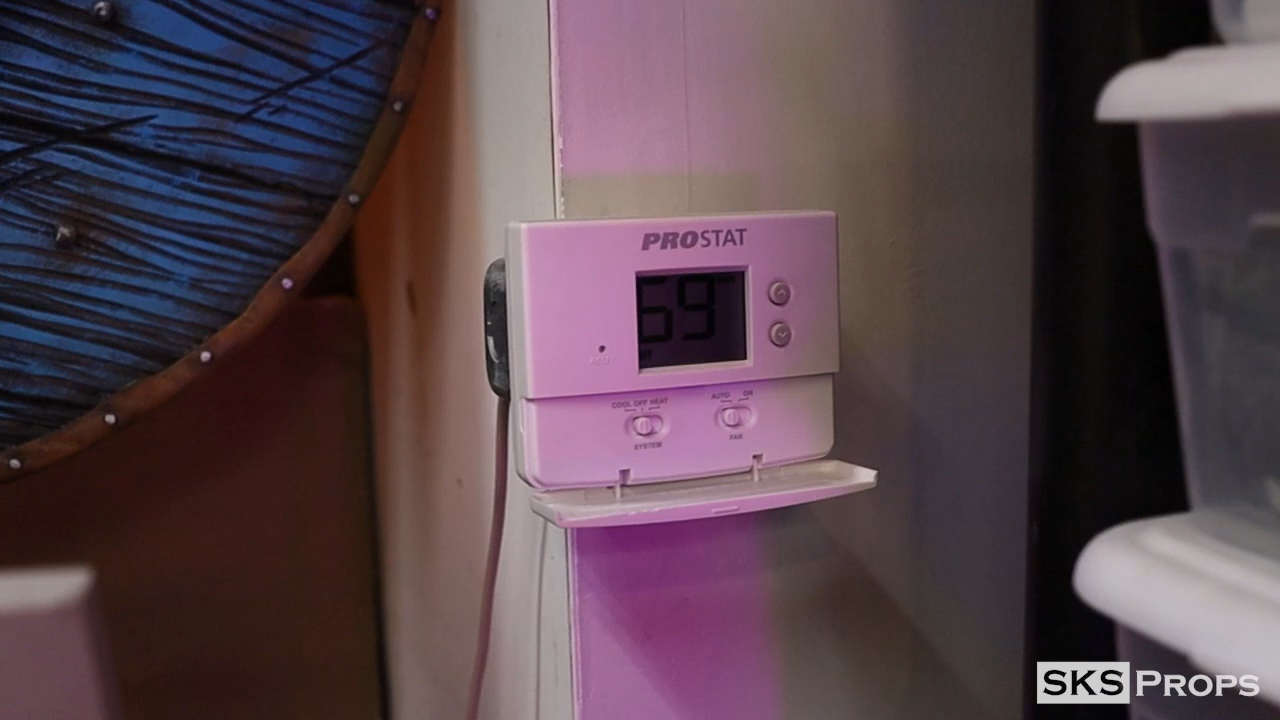 PROSTAT
69°
COOL OFF HEAT
SYSTEM
AUTO ON
FAN
SKS PROPS